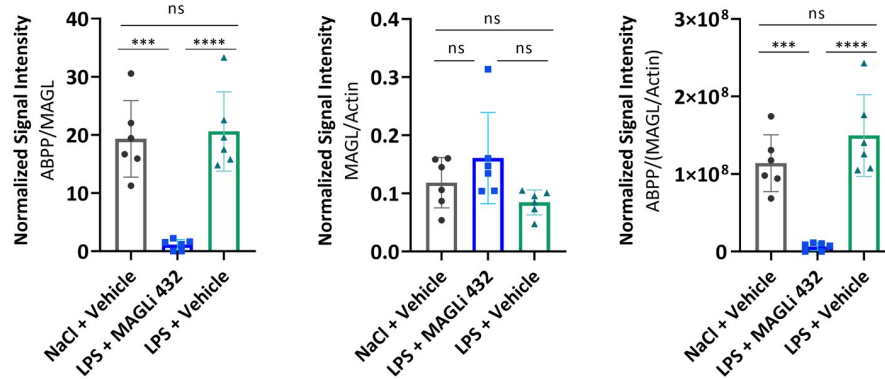 ns
***
****
40
30
20
10
0
Normalized Signal Intensity
ABPP/MAGL
NaCl + Vehicle
LPS + MAGLi 432
LPS + Vehicle
ns
ns
ns
0.4
0.3
0.2
0.1
0.0
Normalized Signal Intensity
MAGL/Actin
NaCl + Vehicle
LPS + MAGLi 432
LPS + Vehicle
ns
***
****
3×10⁸
2×10⁸
1×10⁸
0
Normalized Signal Intensity
ABPP/(MAGL/Actin)
NaCl + Vehicle
LPS + MAGLi 432
LPS + Vehicle